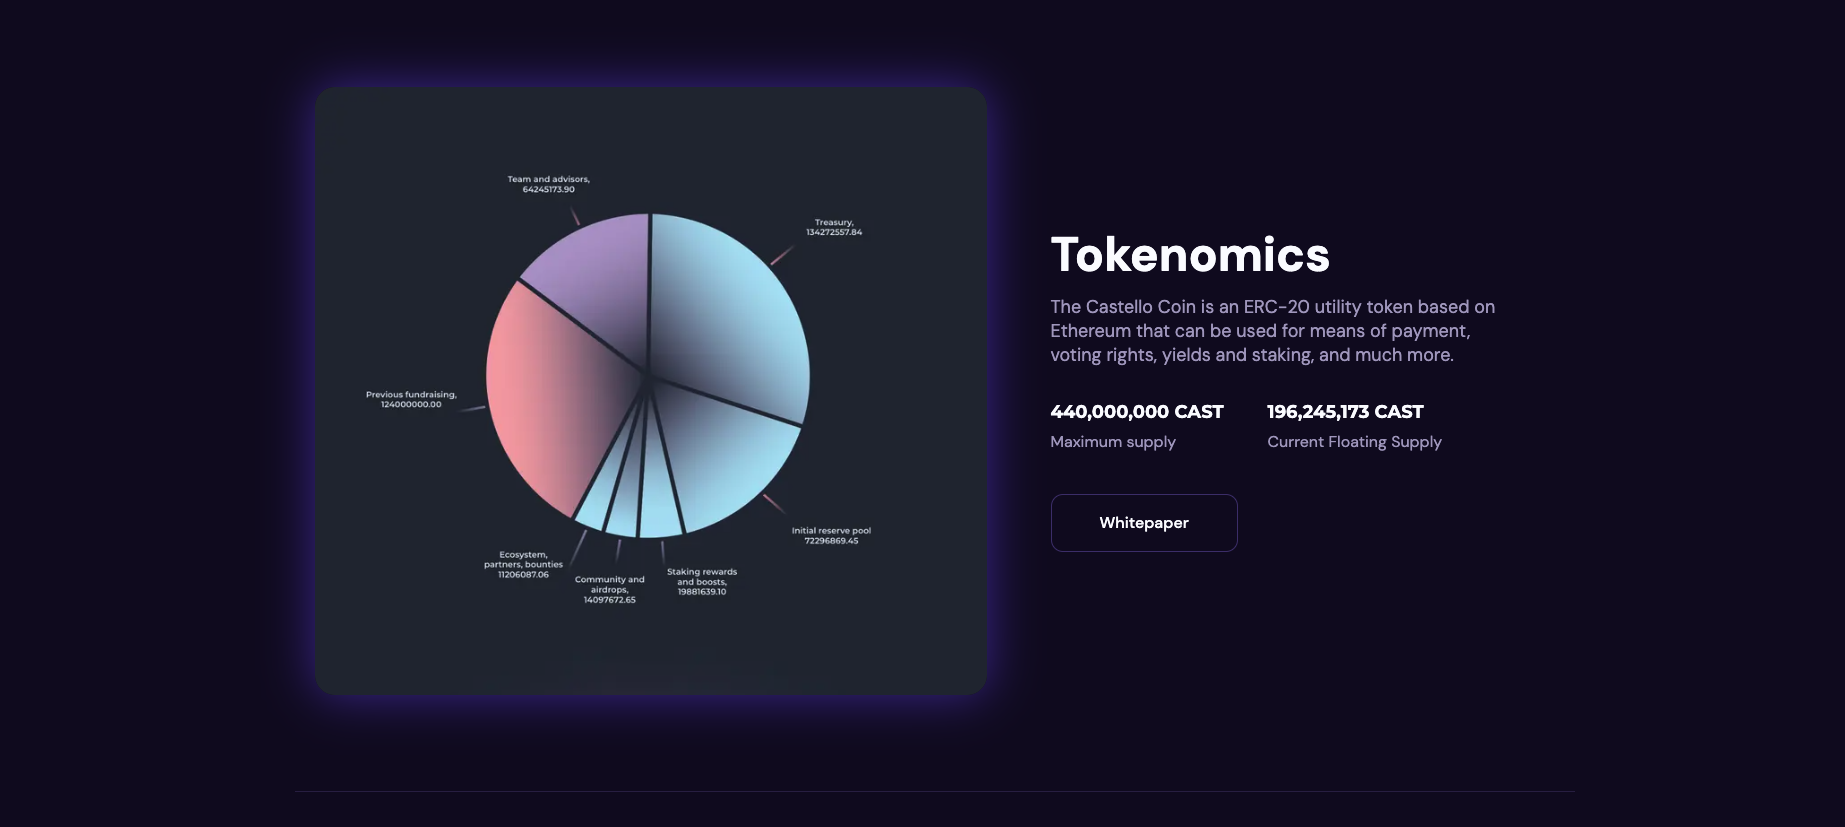 Team and advisors,
64245173.90
Treasury,
134272557.84
Previous fundraising,
124000000.00
Initial reserve pool
72296869.45
Ecosystem,
partners, bounties
11206087.06
Community and
airdrops,
14097672.65
Staking rewards
and boosts,
19881639.10
Tokenomics
The Castello Coin is an ERC-20 utility token based on
Ethereum that can be used for means of payment,
voting rights, yields and staking, and much more.
440,000,000 CAST
Maximum supply
196,245,173 CAST
Current Floating Supply
Whitepaper